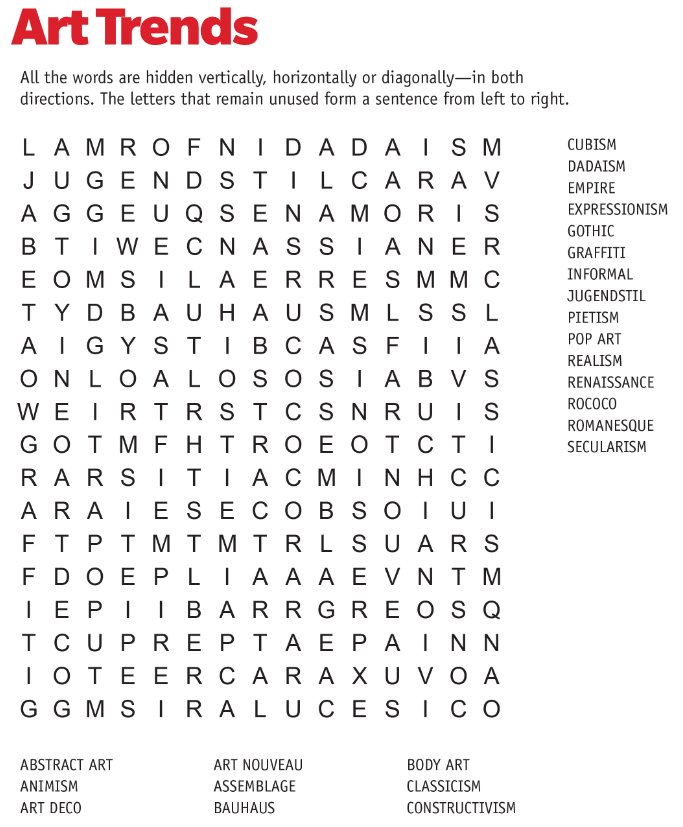 Art Trends
All the words are hidden vertically, horizontally or diagonally—in both
directions. The letters that remain unused form a sentence from left to right.
L A M R O F N I D A D A I S M
J U G E N D S T I L C A R A V
A G G E U Q S E N A M O R I S
B T I W E C N A S S I A N E R
E O M S I L A E R R E S M M C
T Y D B A U H A U S M L S S L
A I G Y S T I B C A S F I I A
O N L O A L O S O S I A B V S
W E I R T R S T C S N R U I S
G O T M F H T R O E O T C T I
R A R S I T I A C M I N H C C
A R A I E S E C O B S O I U I
F T P T M T M T R L S U A R S
F D O E P L I A A A E V N T M
I E P I I B A R R G R E O S Q
T C U P R E P T A E P A I N N
I O T E E R C A R A X U V O A
G G M S I R A L U C E S I C O
CUBISM
DADAISM
EMPIRE
EXPRESSIONISM
GOTHIC
GRAFFITI
INFORMAL
JUGENDSTIL
PIETISM
POP ART
REALISM
RENAISSANCE
ROCOCO
ROMANESQUE
SECULARISM
ABSTRACT ART ART NOUVEAU BODY ART
ANIMISM ASSEMBLAGE CLASSICISM
ART DECO BAUHAUS CONSTRUCTIVISM